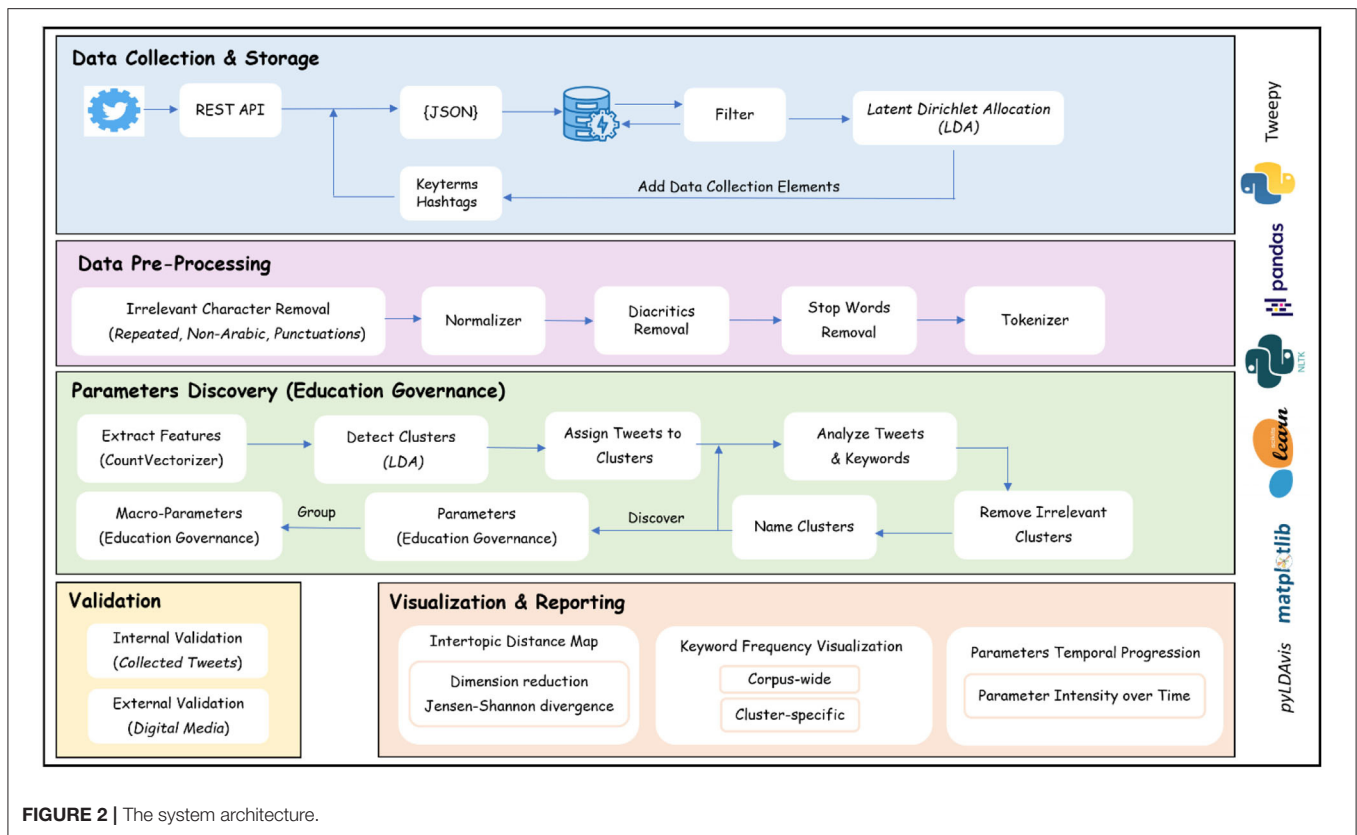 Data Collection & Storage
REST API
{JSON}
Filter
Latent Dirichlet Allocation
(LDA)
Keyterms
Hashtags
Add Data Collection Elements
Data Pre-Processing
Irrelevant Character Removal
(Repeated, Non-Arabic, Punctuations)
Normalizer
Diacritics
Removal
Stop Words
Removal
Tokenizer
Parameters Discovery (Education Governance)
Extract Features
(CountVectorizer)
Detect Clusters
(LDA)
Assign Tweets to
Clusters
Analyze Tweets
& Keywords
Macro-Parameters
(Education Governance)
Group
Parameters
(Education Governance)
Discover
Name Clusters
Remove Irrelevant
Clusters
Validation
Internal Validation
(Collected Tweets)
External Validation
(Digital Media)
Visualization & Reporting
Intertopic Distance Map
Dimension reduction
Jensen-Shannon divergence
Keyword Frequency Visualization
Corpus-wide
Cluster-specific
Parameters Temporal Progression
Parameter Intensity over Time
Tweepy
pandas
NLTK
learn
matplotlib
pyLDAvis
FIGURE 2 | The system architecture.